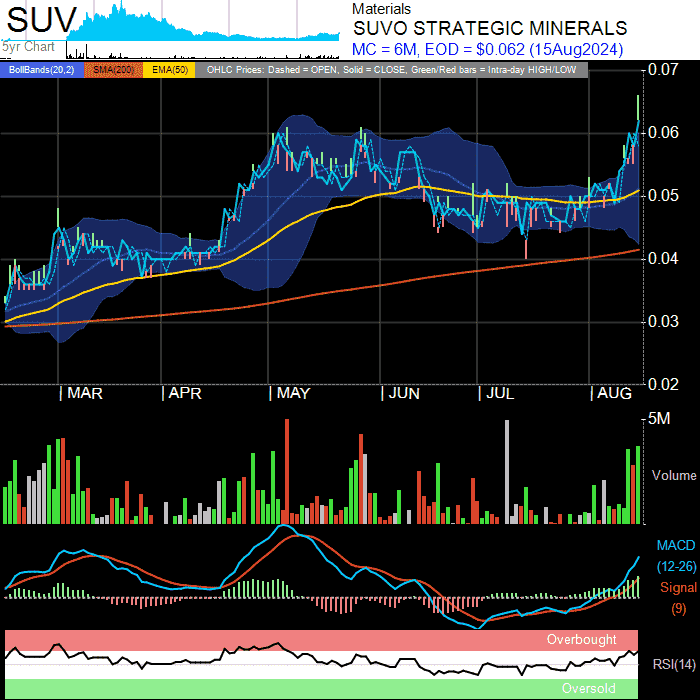 SUV
Materials
SUVO STRATEGIC MINERALS
MC = 6M, EOD = $0.062 (15Aug2024)
5yr Chart
BollBands(20,2) SMA(200) EMA(50) OHLC Prices: Dashed = OPEN, Solid = CLOSE, Green/Red bars = Intra-day HIGH/LOW
0.07
0.06
0.05
0.04
0.03
0.02
| MAR | APR | MAY | JUN | JUL | AUG
5M
Volume
MACD
(12-26)
Signal
(9)
Overbought
RSI(14)
Oversold